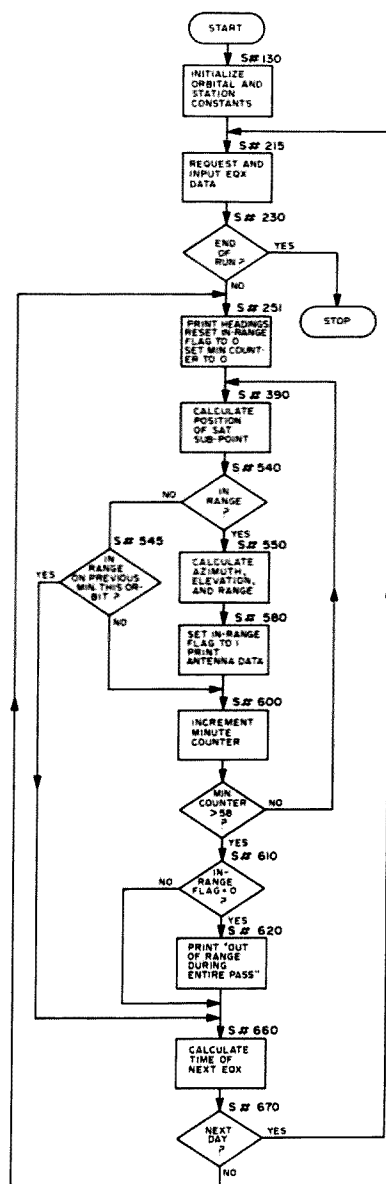 START
S# 130
INITIALIZE
ORBITAL AND
STATION
CONSTANTS
S# 215
REQUEST AND
INPUT EQX
DATA
S# 230
END
OF
RUN?
YES
NO
STOP
S# 251
PRINT HEADINGS
RESET IN-RANGE
FLAG TO 0
SET MIN COUNT-
ER TO 0
S# 390
CALCULATE
POSITION
OF SAT
SUB-POINT
S# 540
NO
IN
RANGE
?
YES
S# 545
YES
IN
RANGE
ON PREVIOUS
MIN. THIS OR-
BIT?
NO
S# 550
CALCULATE
AZIMUTH,
ELEVATION,
AND RANGE
S# 580
SET IN-RANGE
FLAG TO 1
PRINT
ANTENNA DATA
S# 600
INCREMENT
MINUTE
COUNTER
MIN
COUNTER
>58
?
NO
YES
S# 610
NO
IN-
RANGE
FLAG=0
?
YES
S# 620
PRINT "OUT
OF RANGE
DURING
ENTIRE PASS"
S# 660
CALCULATE
TIME OF
NEXT EQX
S# 670
NEXT
DAY
?
YES
NO